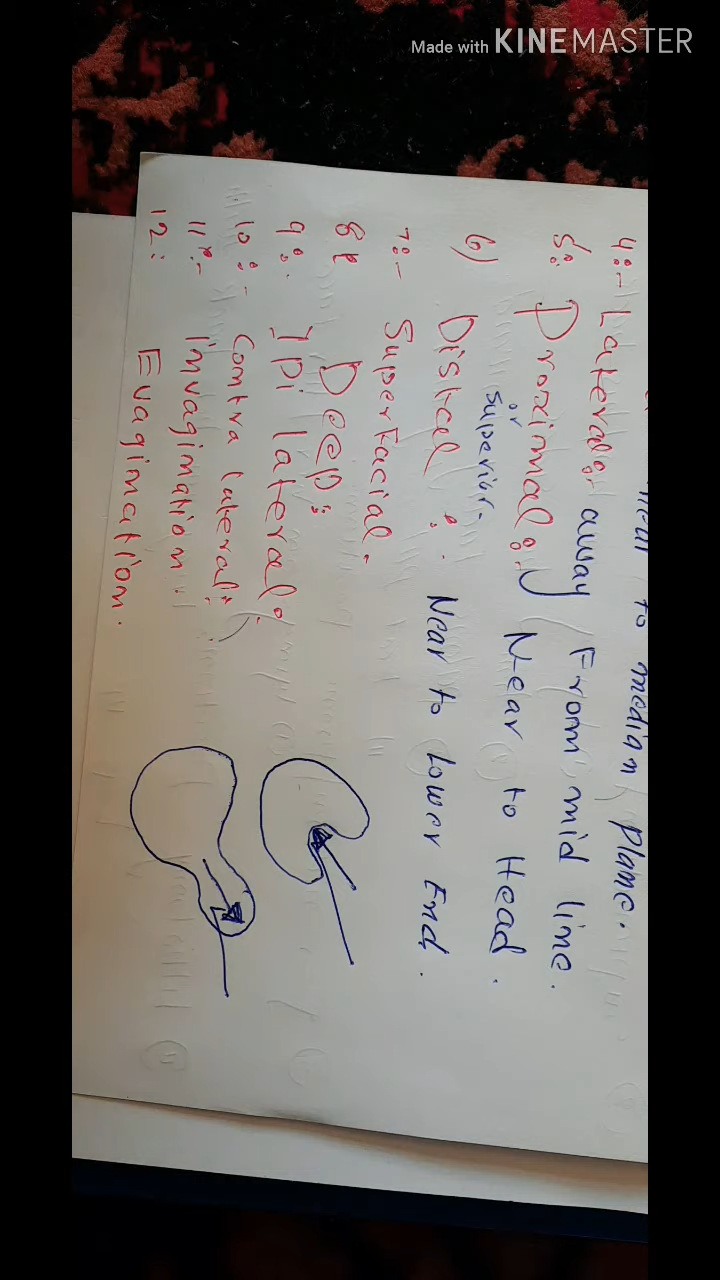 Made with KINEMASTER
near to median plane.
4:- Lateral: away From mid line.
5: Proximal: Near to Head.
or superior.
6) Distal: Near to Lower End.
7:- Superfacial.
8: Deep:
9: Ipi lateral:
10:- Contra lateral:
11:- Invagination:
12: Evagination.